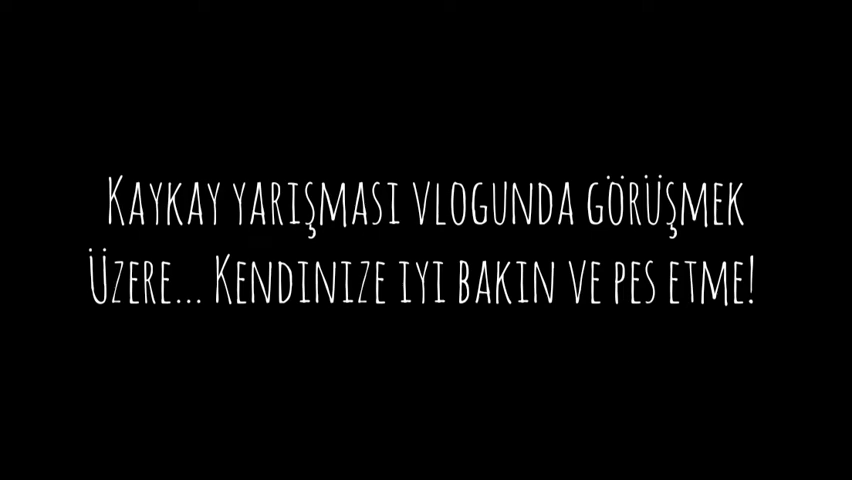 Kaykay yarışması vlogunda görüşmek
Üzere... Kendinize iyi bakın ve pes etme!